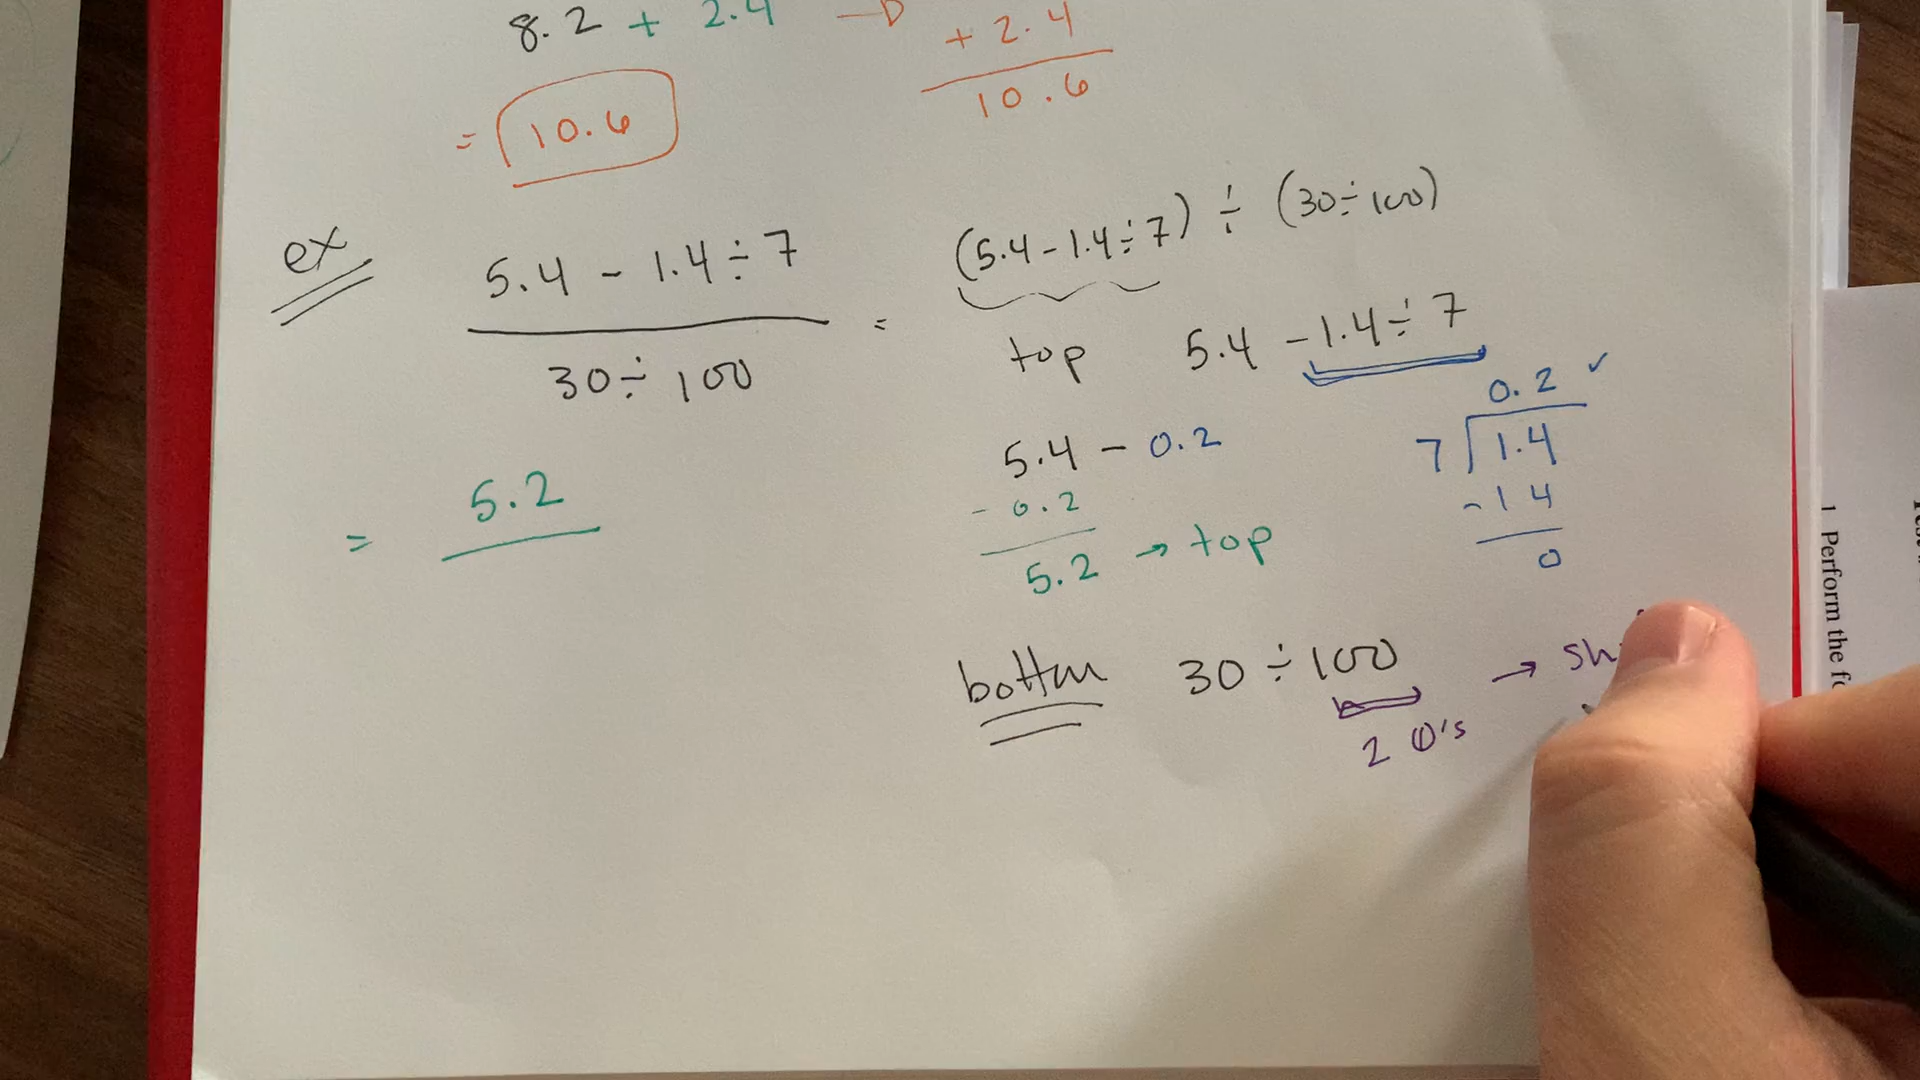 8.2 + 2.4 →
+ 2.4
10.6
= 10.6
ex
5.4 - 1.4 ÷ 7
30 ÷ 100
= (5.4 - 1.4 ÷ 7) ÷ (30 ÷ 100)
top 5.4 - 1.4 ÷ 7
5.4 - 0.2
- 0.2
5.2 → top
0.2 ✓
7 1.4
- 1 4
0
= 5.2
bottom 30 ÷ 100 →
2 0's
1 Perform the